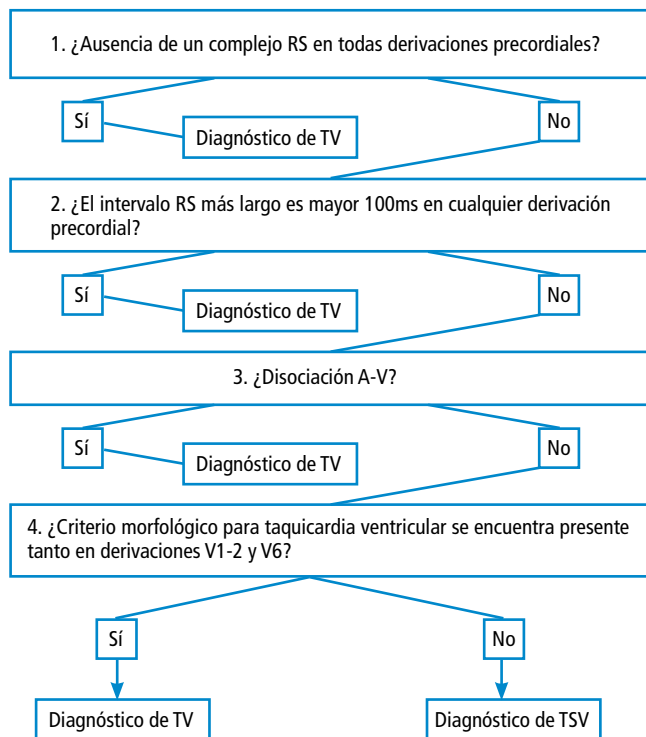 1. ¿Ausencia de un complejo RS en todas derivaciones precordiales?
Sí
No
Diagnóstico de TV
2. ¿El intervalo RS más largo es mayor 100ms en cualquier derivación
precordial?
Sí
No
Diagnóstico de TV
3. ¿Disociación A-V?
Sí
No
Diagnóstico de TV
4. ¿Criterio morfológico para taquicardia ventricular se encuentra presente
tanto en derivaciones V1-2 y V6?
Sí
No
Diagnóstico de TV
Diagnóstico de TSV